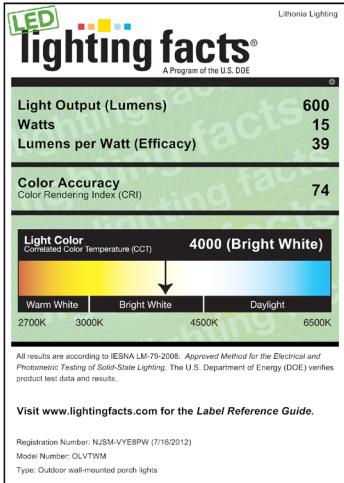 Lithonia Lighting
LED
lighting facts®
A Program of the U.S. DOE
Light Output (Lumens) 600
Watts 15
Lumens per Watt (Efficacy) 39
Color Accuracy
Color Rendering Index (CRI) 74
Light Color
Correlated Color Temperature (CCT) 4000 (Bright White)
Warm White Bright White Daylight
2700K 3000K 4500K 6500K
All results are according to IESNA LM-79-2008: Approved Method for the Electrical and
Photometric Testing of Solid-State Lighting. The U.S. Department of Energy (DOE) verifies
product test data and results.
Visit www.lightingfacts.com for the Label Reference Guide.
Registration Number: NJSM-VYE8PW (7/16/2012)
Model Number: OLVTWM
Type: Outdoor wall-mounted porch lights